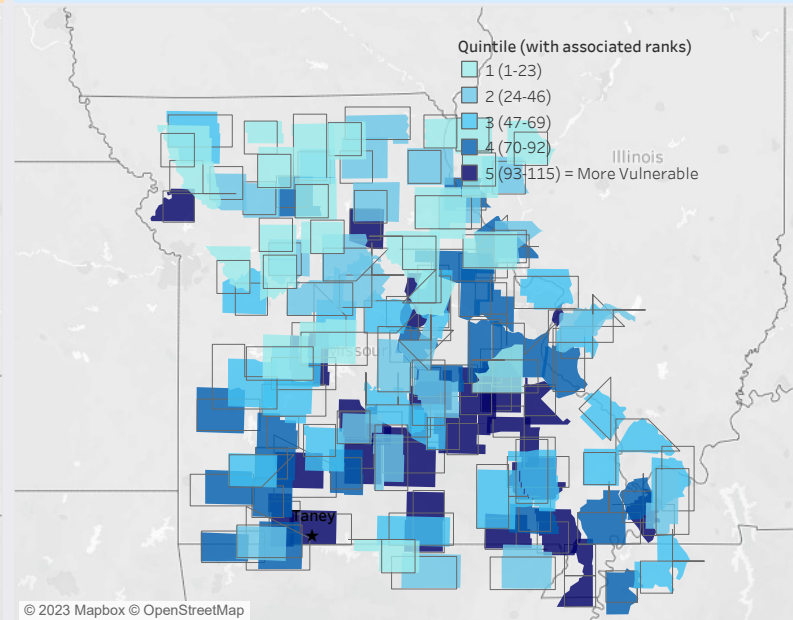 Quintile (with associated ranks)
1 (1-23)
2 (24-46)
3 (47-69)
4 (70-92)
5 (93-115) = More Vulnerable
Illinois
Missouri
Taney
© 2023 Mapbox © OpenStreetMap